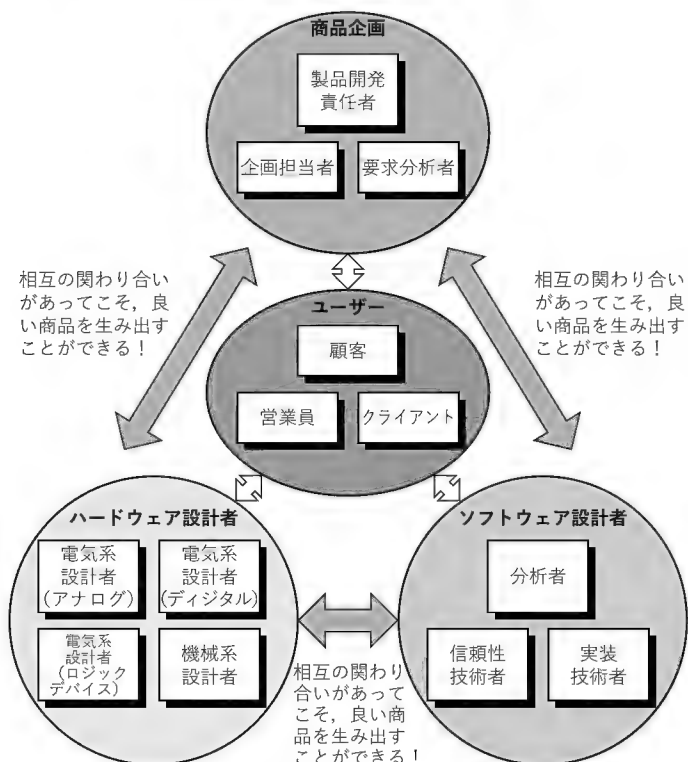 商品企画
製品開発
責任者
企画担当者
要求分析者
相互の関わり合い
があってこそ，良
い商品を生み出す
ことができる！
相互の関わり合い
があってこそ，良
い商品を生み出す
ことができる！
ユーザー
顧客
営業員
クライアント
ハードウェア設計者
電気系
設計者
(アナログ)
電気系
設計者
(ディジタル)
電気系
設計者
(ロジック
デバイス)
機械系
設計者
相互の関わり
合いがあって
こそ，良い商
品を生み出す
ことができる！
ソフトウェア設計者
分析者
信頼性
技術者
実装
技術者